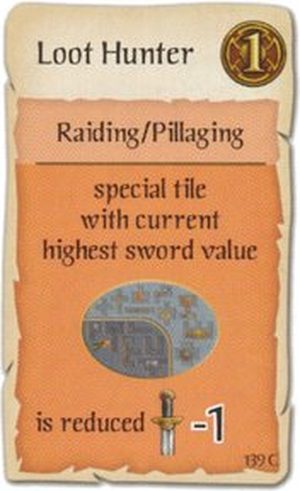 Loot Hunter
1
Raiding/Pillaging
special tile
with current
highest sword value
is reduced -1
139 C